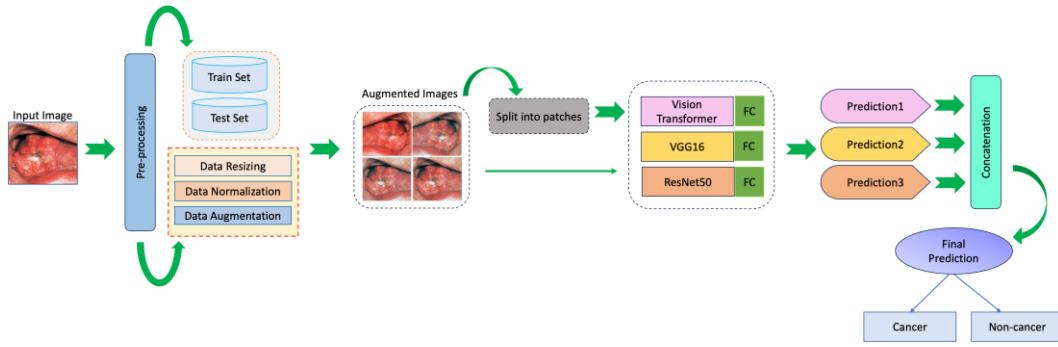 Input Image
Pre-processing
Train Set
Test Set
Data Resizing
Data Normalization
Data Augmentation
Augmented Images
Split into patches
Vision
Transformer
FC
VGG16
FC
ResNet50
FC
Prediction1
Prediction2
Prediction3
Concatenation
Final
Prediction
Cancer
Non-cancer